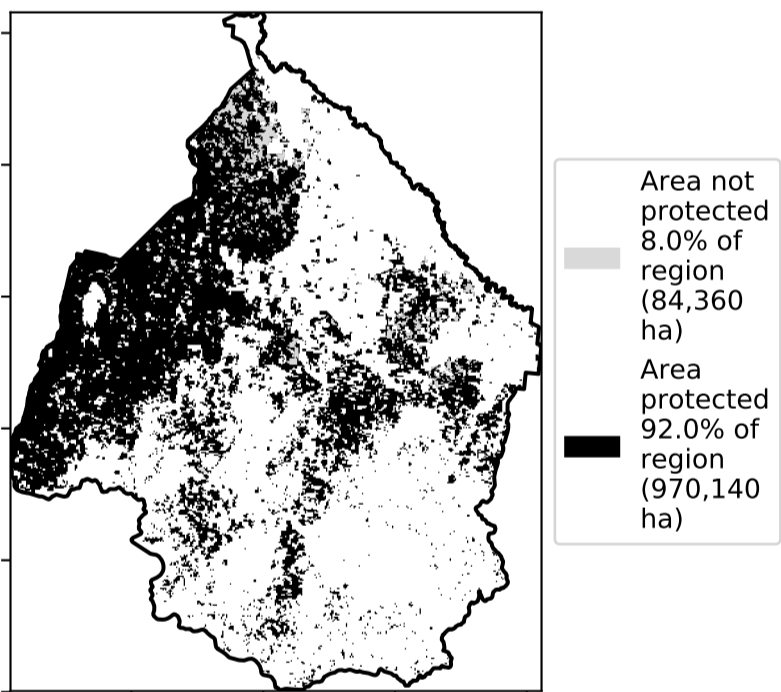 Area not
protected
8.0% of
region
(84,360
ha)
Area
protected
92.0% of
region
(970,140
ha)